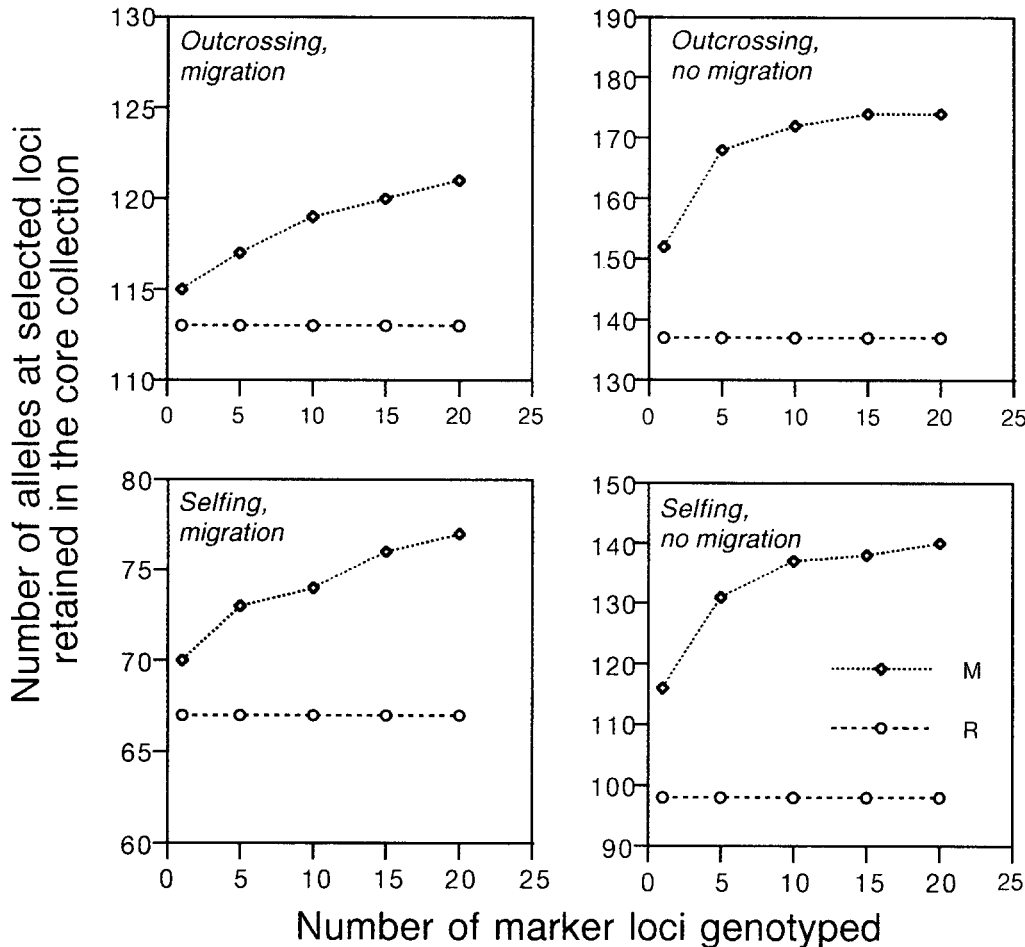 Number of alleles at selected loci
retained in the core collection
Outcrossing,
migration
130
125
120
115
110
0 5 10 15 20 25
Outcrossing,
no migration
190
180
170
160
150
140
130
0 5 10 15 20 25
Selfing,
migration
80
75
70
65
60
0 5 10 15 20 25
Selfing,
no migration
150
140
130
120
110
100
90
M
R
0 5 10 15 20 25
Number of marker loci genotyped